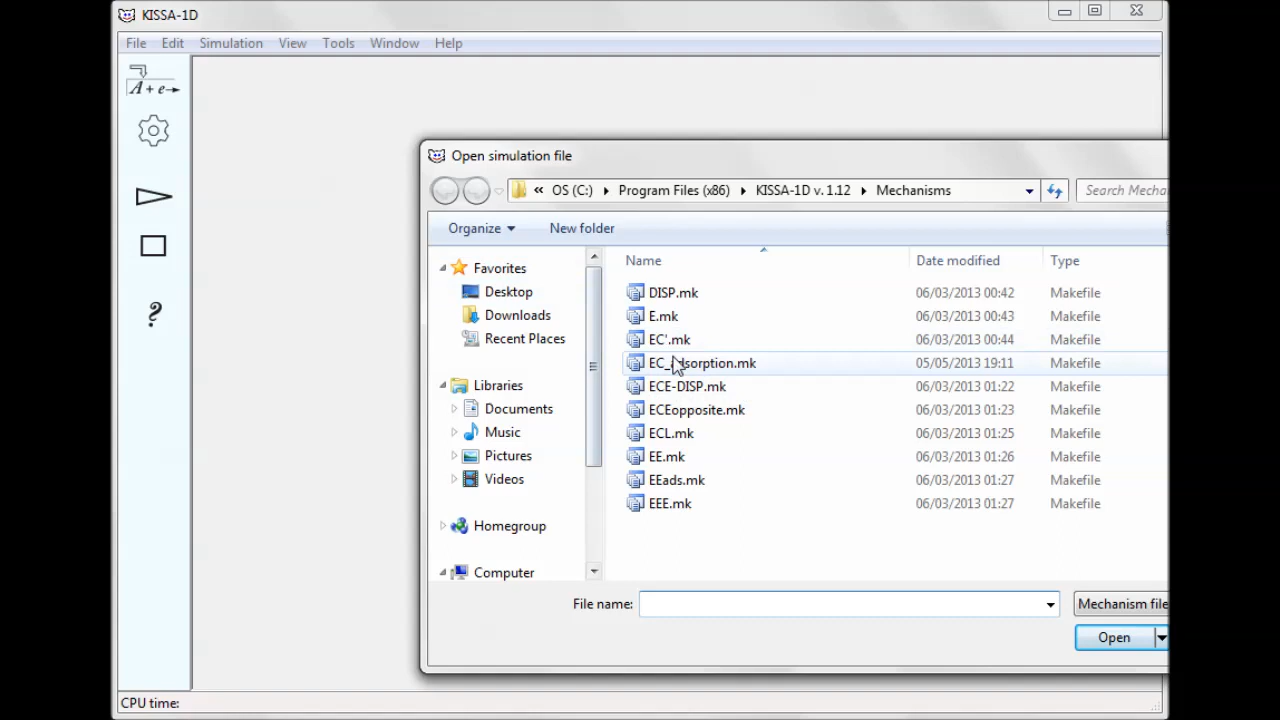 KISSA-1D
File Edit Simulation View Tools Window Help
A + e
?
Open simulation file
« OS (C:) Program Files (x86) KISSA-1D v. 1.12 Mechanisms Search Mecha
Organize New folder
Name Date modified Type
Favorites
Desktop
Downloads
Recent Places
Libraries
Documents
Music
Pictures
Videos
Homegroup
Computer
DISP.mk 06/03/2013 00:42 Makefile
E.mk 06/03/2013 00:43 Makefile
EC'.mk 06/03/2013 00:44 Makefile
EC_adsorption.mk 05/05/2013 19:11 Makefile
ECE-DISP.mk 06/03/2013 01:22 Makefile
ECEopposite.mk 06/03/2013 01:23 Makefile
ECL.mk 06/03/2013 01:25 Makefile
EE.mk 06/03/2013 01:26 Makefile
EEads.mk 06/03/2013 01:27 Makefile
EEE.mk 06/03/2013 01:27 Makefile
File name: Mechanism file
Open
CPU time: